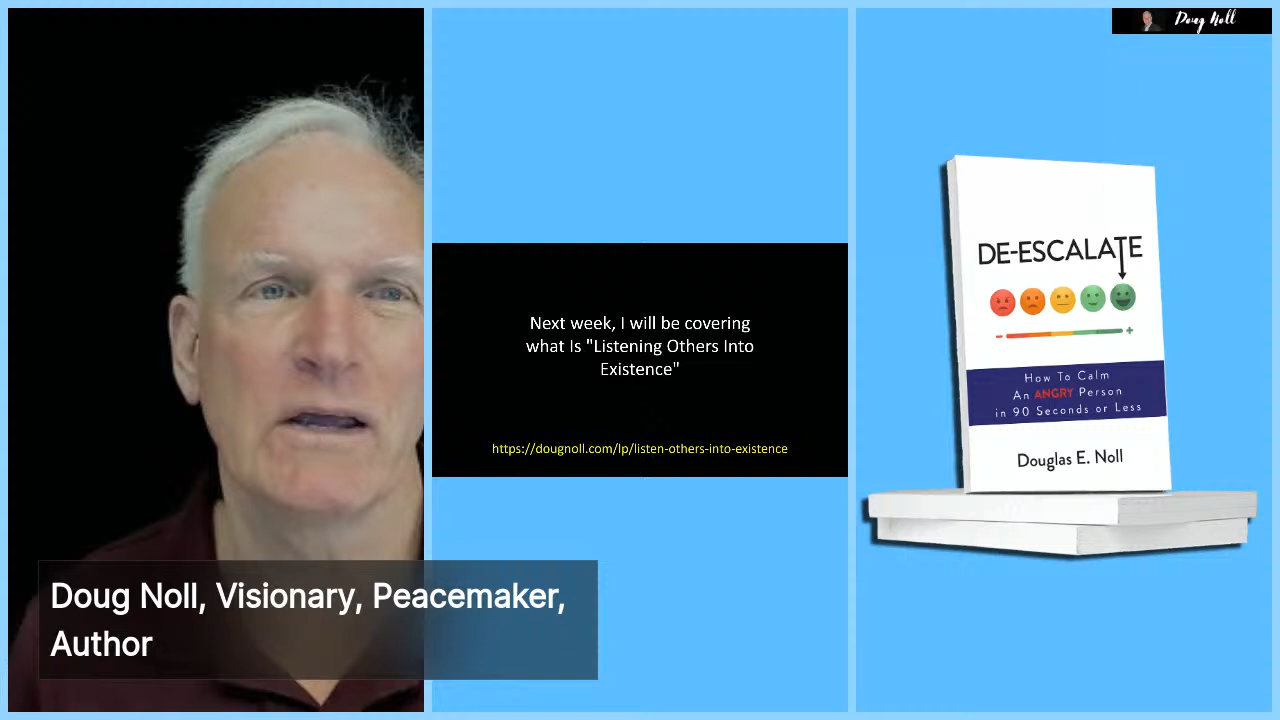 Doug Noll
Next week, I will be covering
what Is "Listening Others Into
Existence"
https://dougnoll.com/lp/listen-others-into-existence
DE-ESCALATE
- +
How To Calm
An ANGRY Person
in 90 Seconds or Less
Douglas E. Noll
Doug Noll, Visionary, Peacemaker,
Author